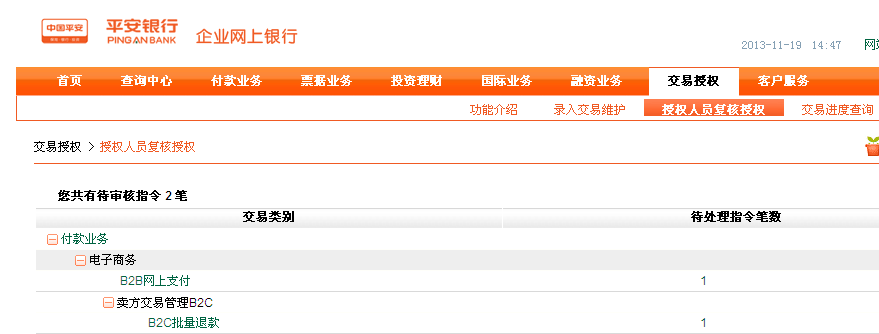 中国平安
平安银行
PINGAN BANK
企业网上银行
2013-11-19 14:47
首页 查询中心 付款业务 票据业务 投资理财 国际业务 融资业务 交易授权 客户服务
功能介绍 录入交易维护 授权人员复核授权 交易进度查询
交易授权 > 授权人员复核授权
您共有待审核指令 2 笔
交易类别 待处理指令笔数
付款业务
电子商务
B2B网上支付 1
卖方交易管理B2C
B2C批量退款 1